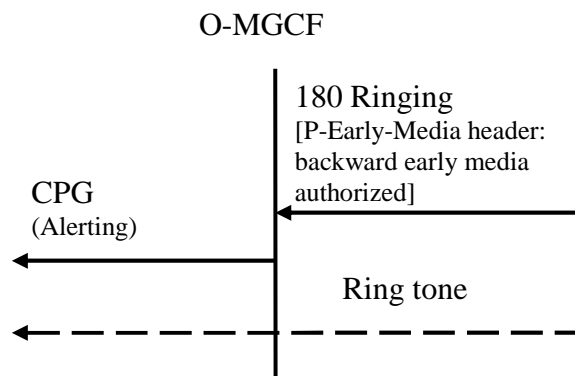 O-MGCF
180 Ringing
[P-Early-Media header:
backward early media
authorized]
CPG
(Alerting)
Ring tone